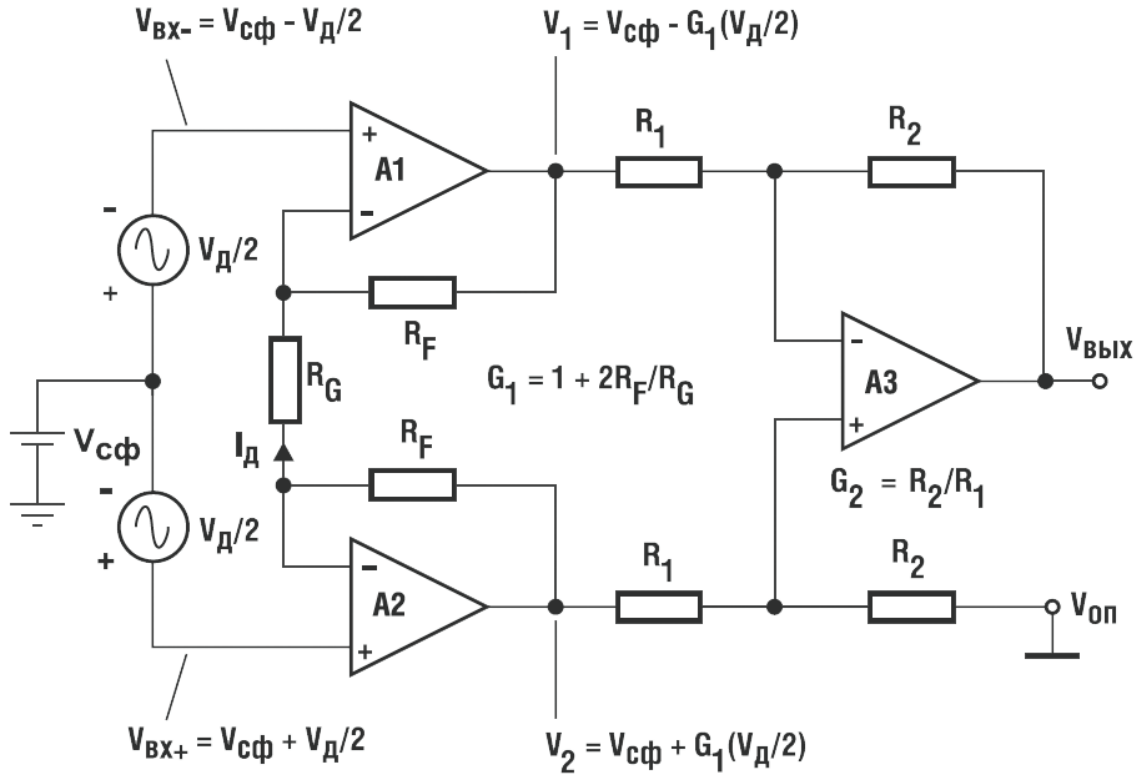 Vвх- = Vсф - Vд/2
V1 = Vсф - G1(Vд/2)
R1
R2
+
A1
-
-
Vд/2
+
RF
RG
G1 = 1 + 2RF/RG
-
A3
+
Vвых
Vсф
Iд
RF
G2 = R2/R1
-
Vд/2
+
-
A2
+
R1
R2
Vоп
Vвх+ = Vсф + Vд/2
V2 = Vсф + G1(Vд/2)